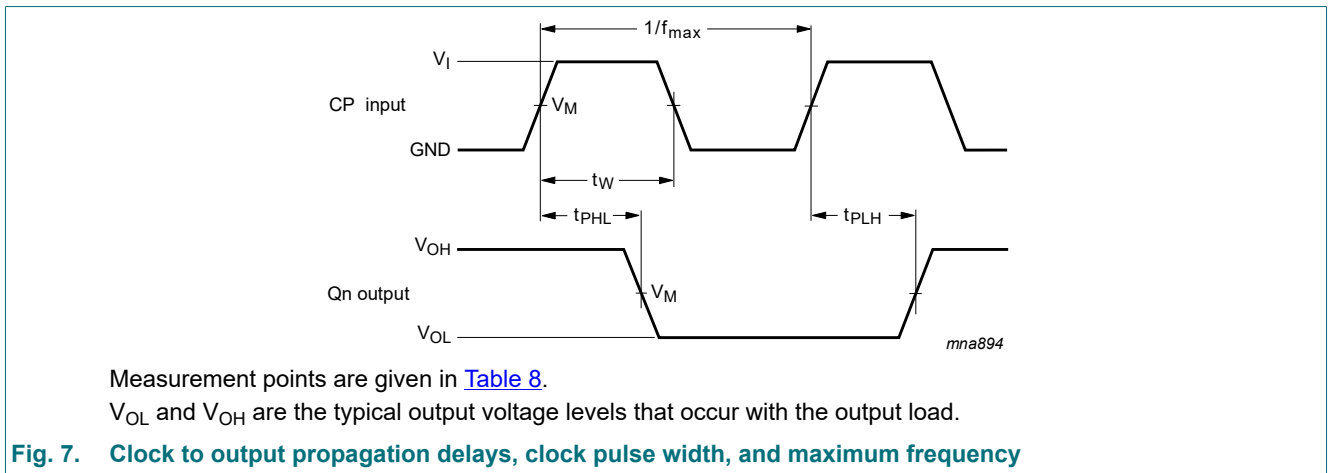 1/fmax
VI
CP input
VM
GND
tW
tPHL
tPLH
VOH
Qn output
VM
VOL
mna894
Measurement points are given in Table 8.
VOL and VOH are the typical output voltage levels that occur with the output load.
Fig. 7. Clock to output propagation delays, clock pulse width, and maximum frequency